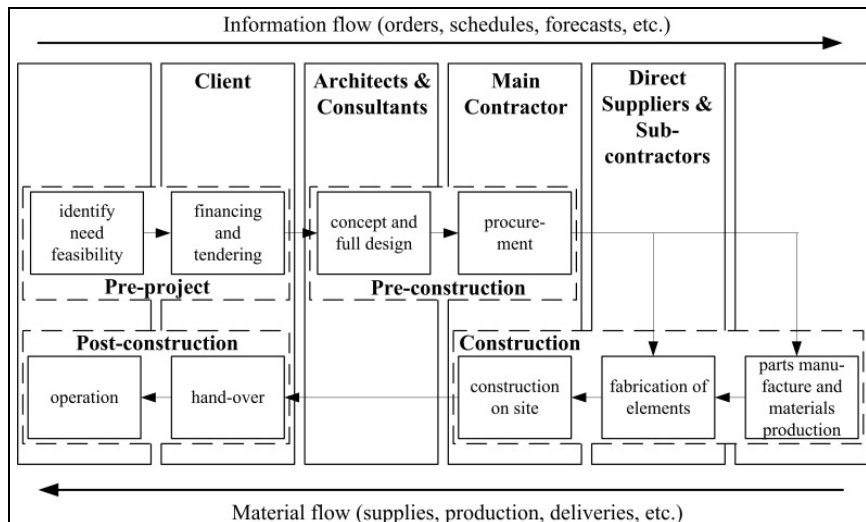 Information flow (orders, schedules, forecasts, etc.)
Client
Architects &
Consultants
Main
Contractor
Direct
Suppliers &
Sub-
contractors
identify
need
feasibility
financing
and
tendering
concept and
full design
procure-
ment
Pre-project
Pre-construction
Post-construction
Construction
operation
hand-over
construction
on site
fabrication of
elements
parts manu-
facture and
materials
production
Material flow (supplies, production, deliveries, etc.)